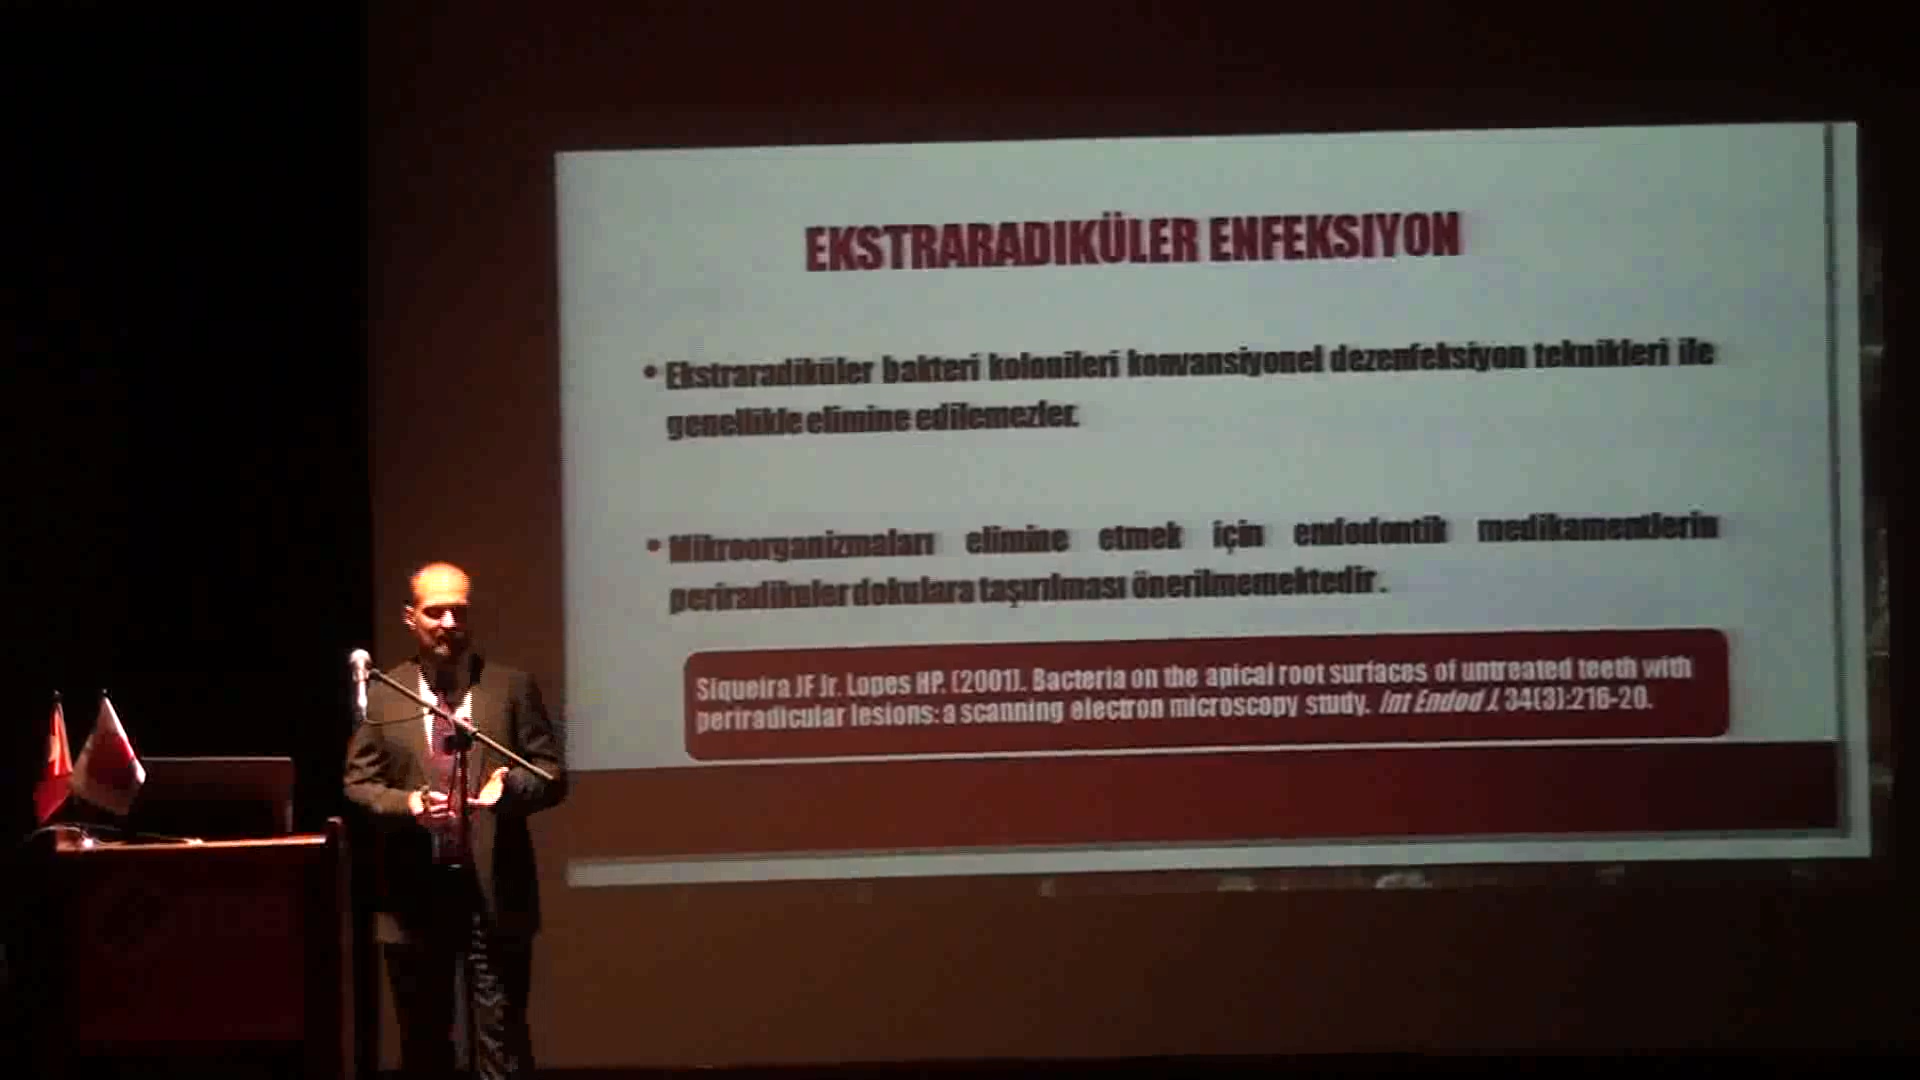 EKSTRARADIKÜLER ENFEKSIYON
• Ekstraradiküler bakteri kolonileri konvansiyonel dezenfeksiyon teknikleri ile
genellikle elimine edilemezler.
• Mikroorganizmaları elimine etmek için endodontik medikamentlerin
periradiküler dokulara taşırılması önerilmemektedir.
Siqueira JF Jr. Lopes HP. (2001). Bacteria on the apical root surfaces of untreated teeth with
periradicular lesions: a scanning electron microscopy study. Int Endod J. 34(3):216-20.